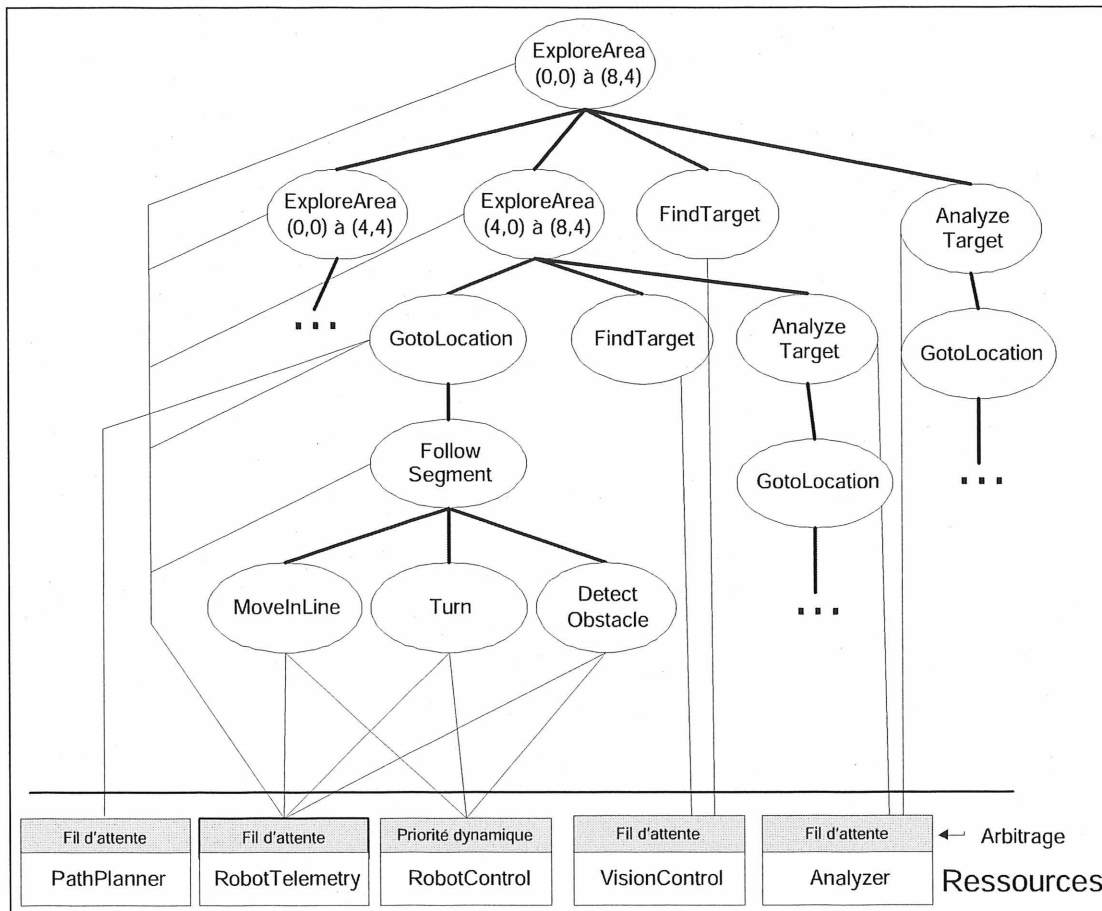 ExploreArea
(0,0) à (8,4)
ExploreArea
(0,0) à (4,4)
ExploreArea
(4,0) à (8,4)
FindTarget
Analyze
Target
...
GotoLocation
FindTarget
Analyze
Target
GotoLocation
Follow
Segment
GotoLocation
...
MoveInLine
Turn
Detect
Obstacle
...
Fil d'attente
Fil d'attente
Priorité dynamique
Fil d'attente
Fil d'attente
Arbitrage
PathPlanner
RobotTelemetry
RobotControl
VisionControl
Analyzer
Ressources